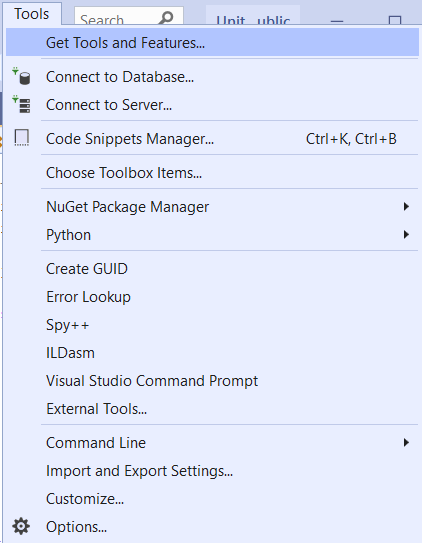 Tools
Search
Unit...ublic
Get Tools and Features...
Connect to Database...
Connect to Server...
Code Snippets Manager... Ctrl+K, Ctrl+B
Choose Toolbox Items...
NuGet Package Manager
Python
Create GUID
Error Lookup
Spy++
ILDasm
Visual Studio Command Prompt
External Tools...
Command Line
Import and Export Settings...
Customize...
Options...